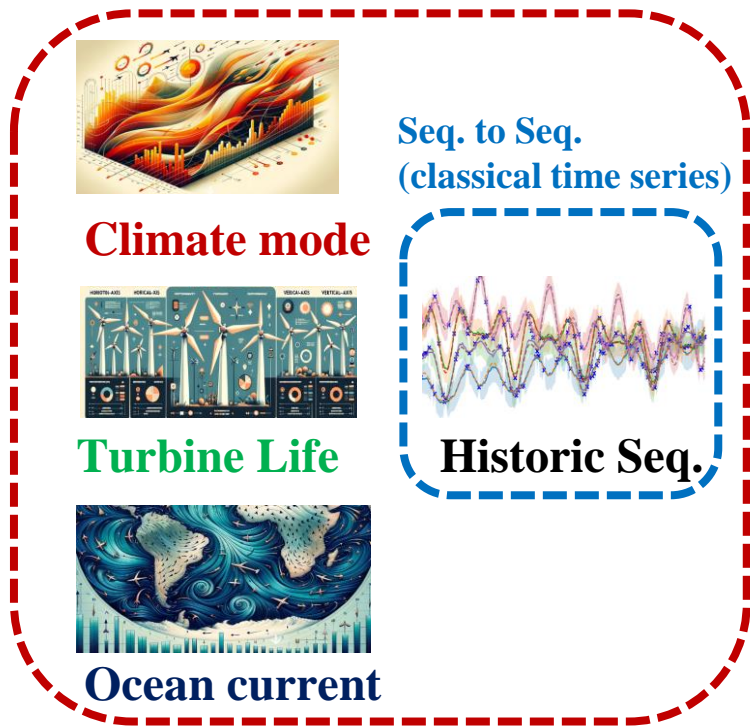 Seq. to Seq.
(classical time series)
Climate mode
Turbine Life
Historic Seq.
Ocean current